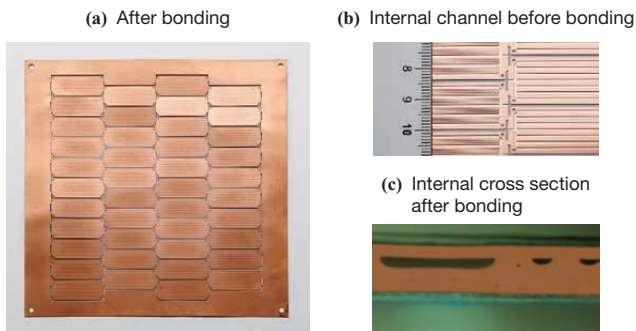 (a) After bonding
(b) Internal channel before bonding
8
9
10
(c) Internal cross section
after bonding